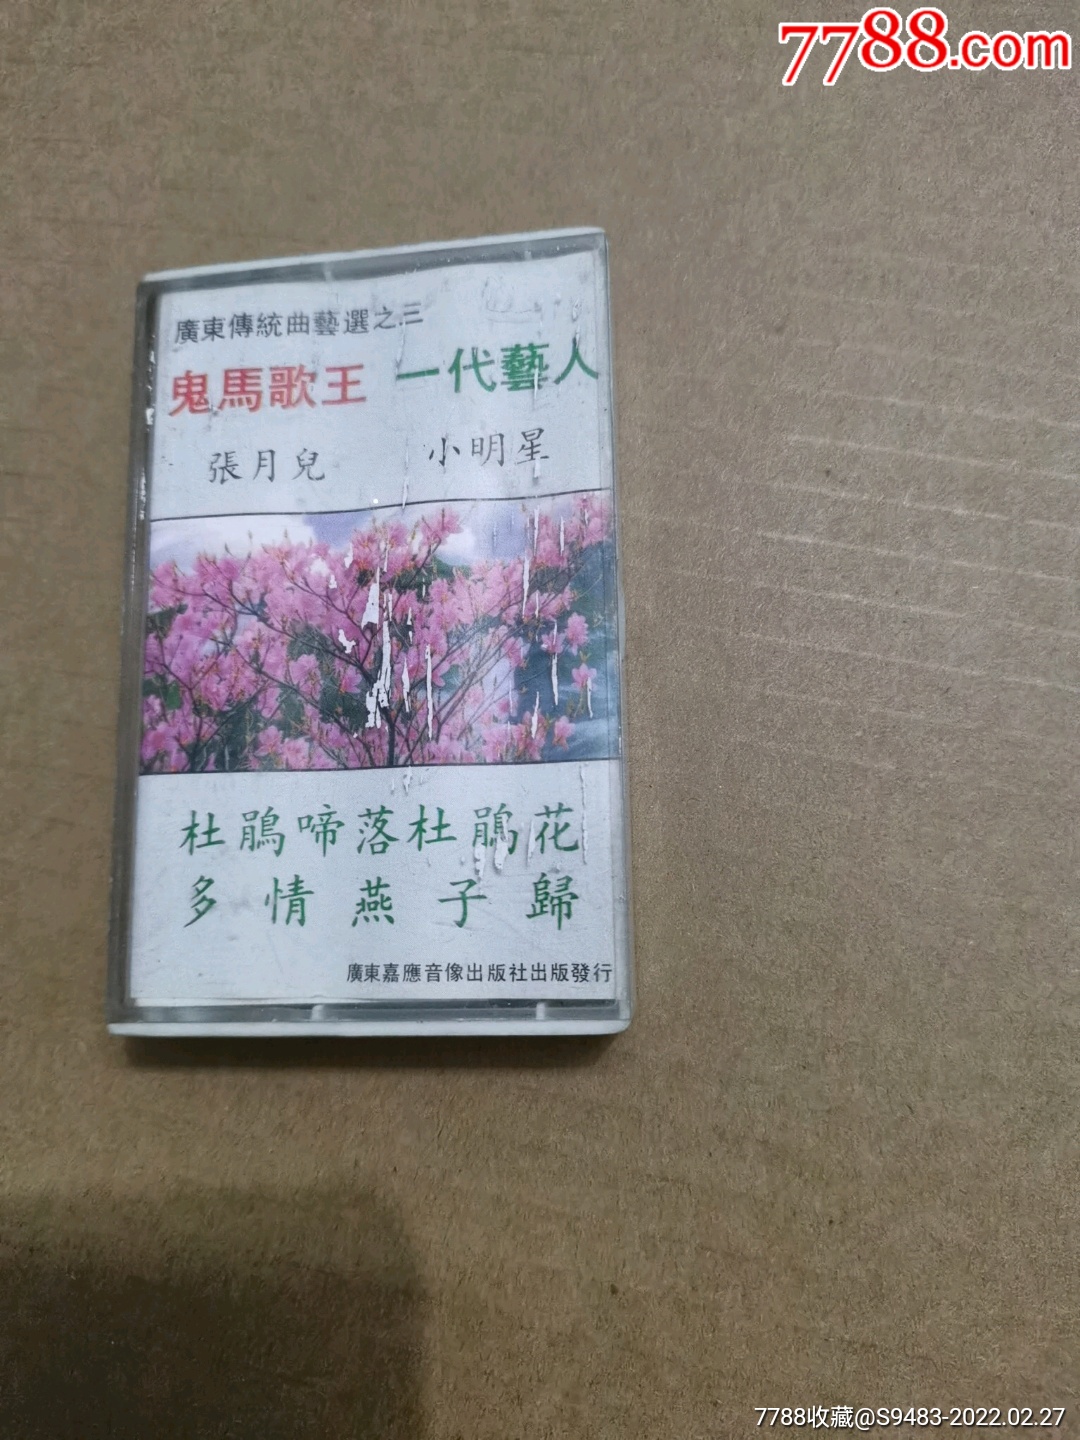 7788.com
廣東傳統曲藝選之三
鬼馬歌王 一代藝人
張月兒 小明星
杜鵑啼落杜鵑花
多情燕子歸
廣東嘉應音像出版社出版發行
7788收藏@S9483-2022.02.27